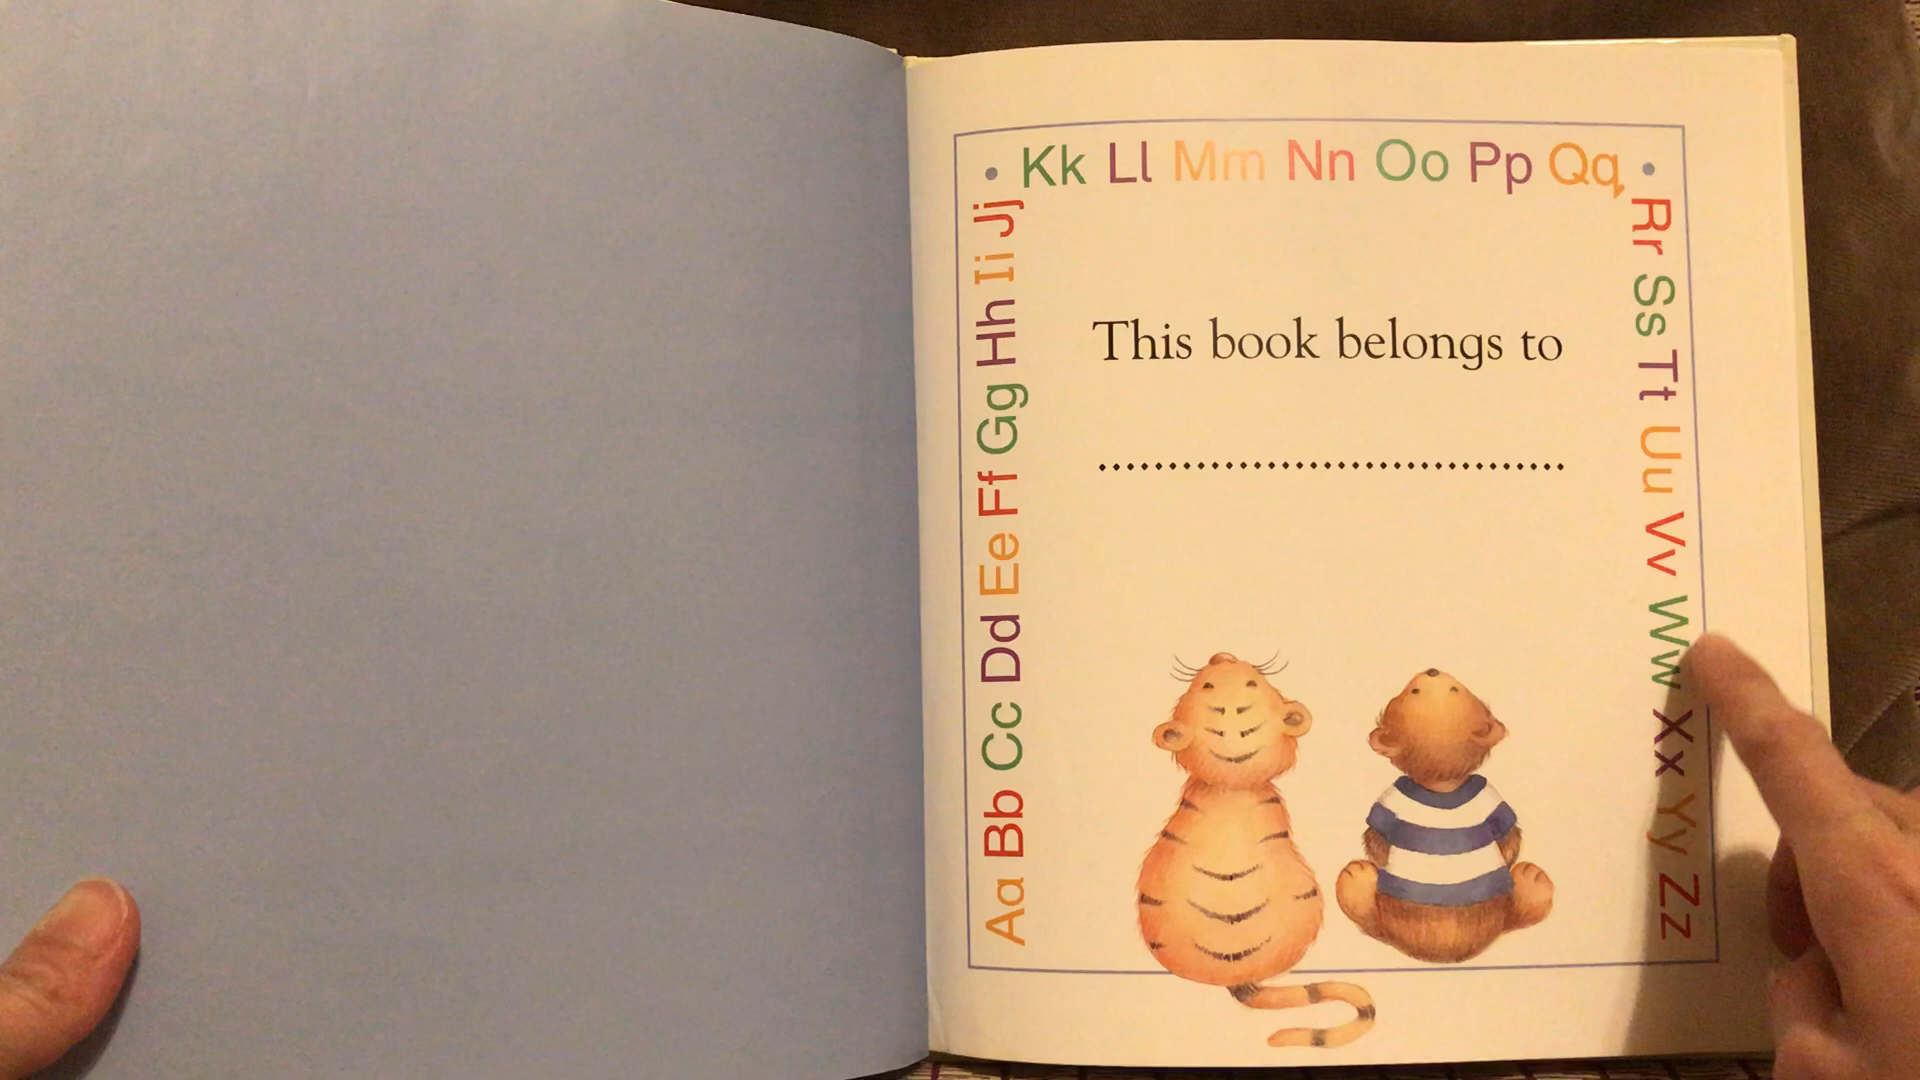 Aa Bb Cc Dd Ee Ff Gg Hh Ii Jj
• Kk Ll Mm Nn Oo Pp Qq •
Rr Ss Tt Uu Vv Ww Xx Yy Zz
This book belongs to
.................................